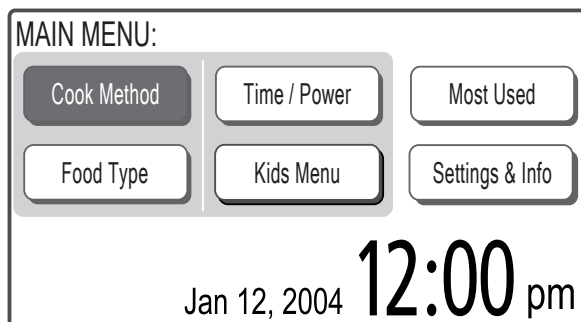 MAIN MENU:
Cook Method Time / Power Most Used
Food Type Kids Menu Settings & Info
Jan 12, 2004 12:00 pm